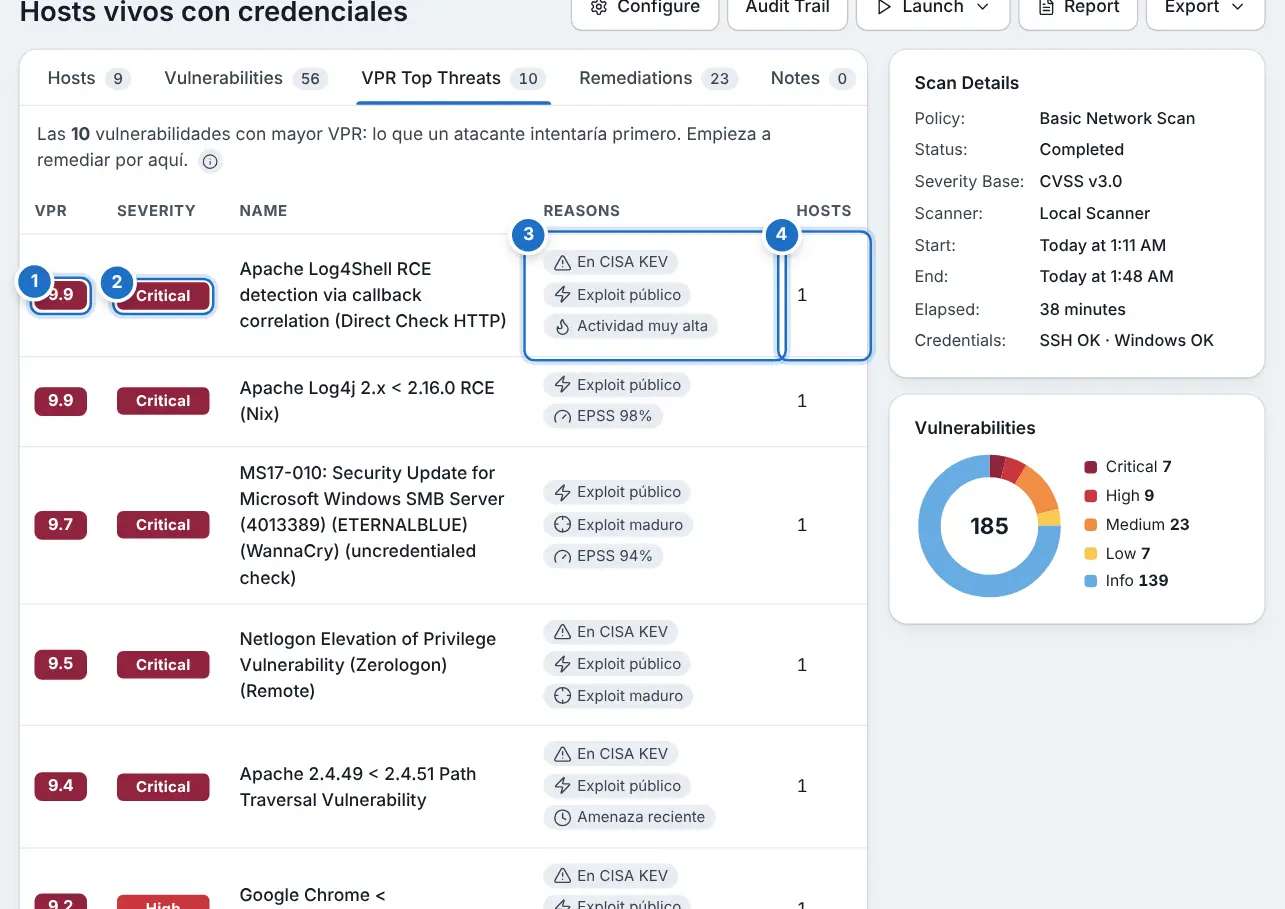 Hosts vivos con credenciales
Configure
Audit Trail
Launch
Report
Export
Hosts 9
Vulnerabilities 56
VPR Top Threats 10
Remediations 23
Notes 0
Las 10 vulnerabilidades con mayor VPR: lo que un atacante intentaría primero. Empieza a
remediar por aquí.
VPR SEVERITY NAME REASONS HOSTS
1 2 3 4
9.9 Critical
Apache Log4Shell RCE
detection via callback
correlation (Direct Check HTTP)
En CISA KEV
Exploit público
Actividad muy alta
1
9.9 Critical
Apache Log4j 2.x < 2.16.0 RCE
(Nix)
Exploit público
EPSS 98%
1
9.7 Critical
MS17-010: Security Update for
Microsoft Windows SMB Server
(4013389) (ETERNALBLUE)
(WannaCry) (uncredentialed
check)
Exploit público
Exploit maduro
EPSS 94%
1
9.5 Critical
Netlogon Elevation of Privilege
Vulnerability (Zerologon)
(Remote)
En CISA KEV
Exploit público
Exploit maduro
1
9.4 Critical
Apache 2.4.49 < 2.4.51 Path
Traversal Vulnerability
En CISA KEV
Exploit público
Amenaza reciente
1
9.2 High
Google Chrome <
En CISA KEV
Exploit público
1
Scan Details
Policy: Basic Network Scan
Status: Completed
Severity Base: CVSS v3.0
Scanner: Local Scanner
Start: Today at 1:11 AM
End: Today at 1:48 AM
Elapsed: 38 minutes
Credentials: SSH OK · Windows OK
Vulnerabilities
185
Critical 7
High 9
Medium 23
Low 7
Info 139